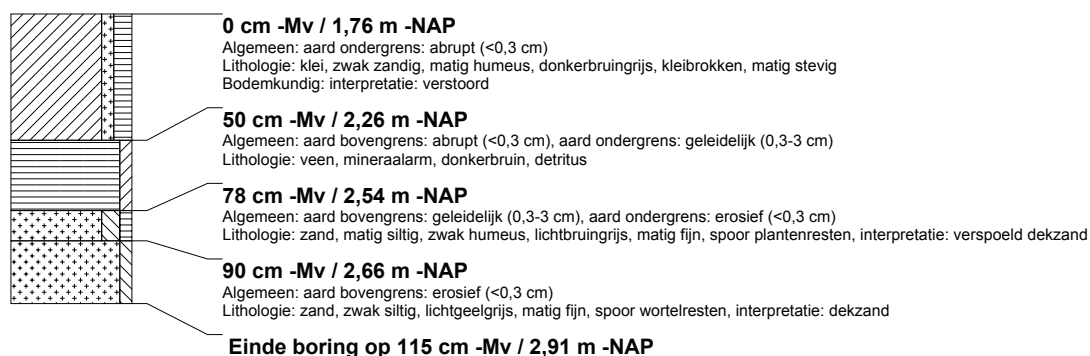 0 cm -Mv / 1,76 m -NAP
Algemeen: aard ondergrens: abrupt (<0,3 cm)
Lithologie: klei, zwak zandig, matig humeus, donkerbruingrijs, kleibrokken, matig stevig
Bodemkundig: interpretatie: verstoord
50 cm -Mv / 2,26 m -NAP
Algemeen: aard bovengrens: abrupt (<0,3 cm), aard ondergrens: geleidelijk (0,3-3 cm)
Lithologie: veen, mineraalarm, donkerbruin, detritus
78 cm -Mv / 2,54 m -NAP
Algemeen: aard bovengrens: geleidelijk (0,3-3 cm), aard ondergrens: erosief (<0,3 cm)
Lithologie: zand, matig siltig, zwak humeus, lichtbruingrijs, matig fijn, spoor plantenresten, interpretatie: verspoeld dekzand
90 cm -Mv / 2,66 m -NAP
Algemeen: aard bovengrens: erosief (<0,3 cm)
Lithologie: zand, zwak siltig, lichtgeelgrijs, matig fijn, spoor wortelresten, interpretatie: dekzand
Einde boring op 115 cm -Mv / 2,91 m -NAP